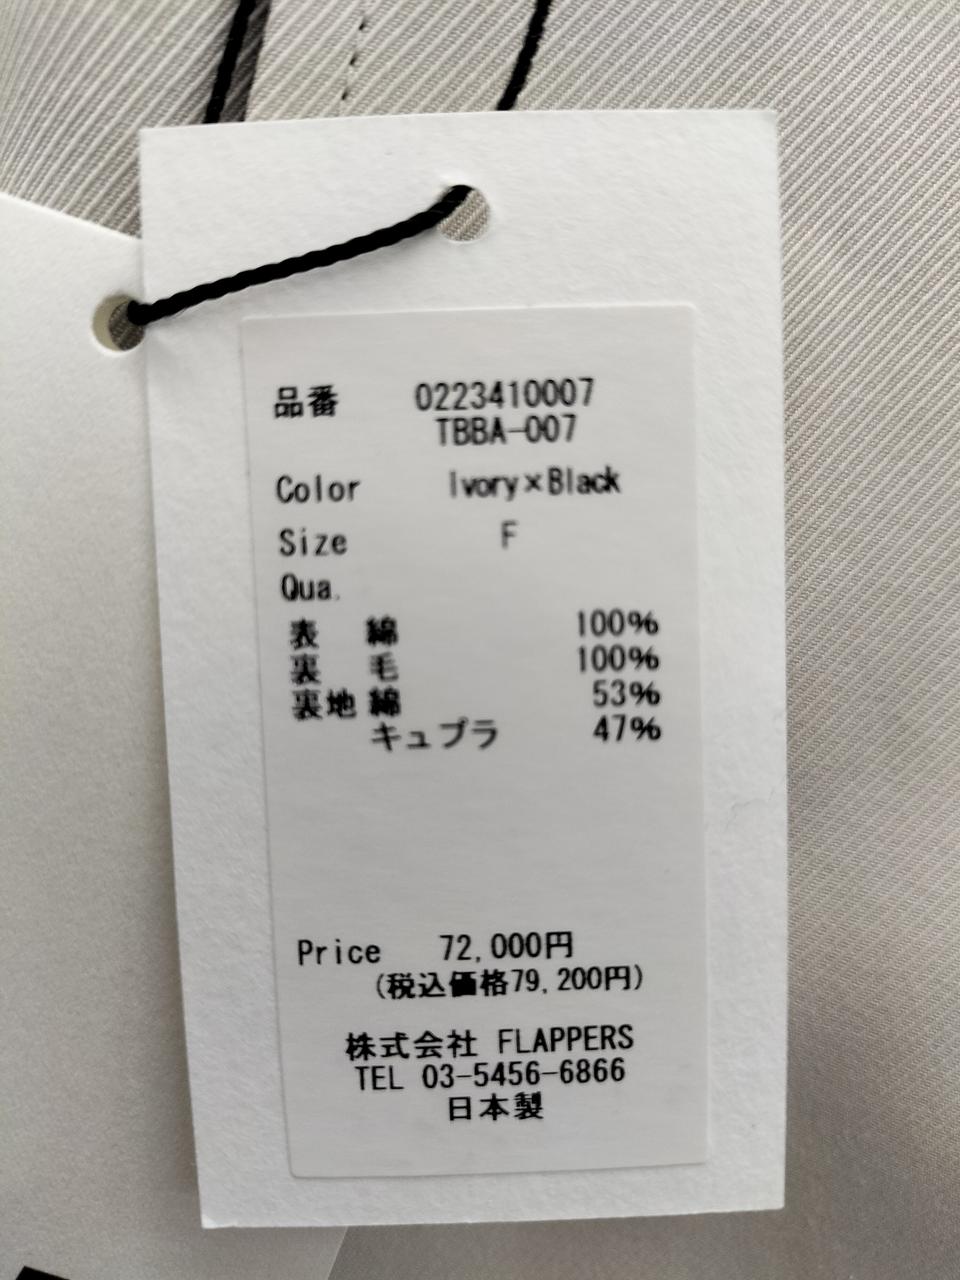 品番 0223410007
TBBA-007
Color Ivory×Black
Size F
Qua.
表 綿 100%
裏 毛 100%
裏地 綿 53%
キュプラ 47%
Price 72,000円
(税込価格79,200円)
株式会社 FLAPPERS
TEL 03-5456-6866
日本製